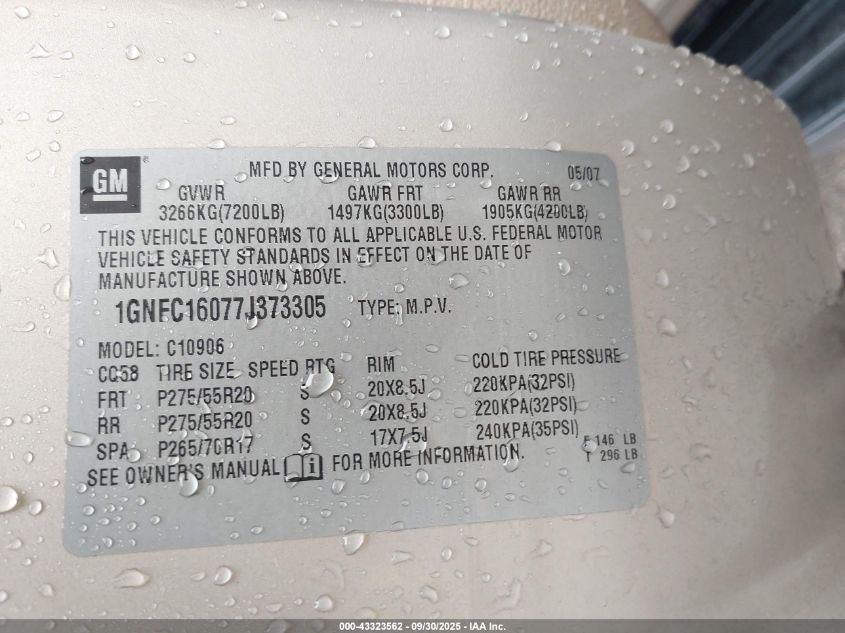 GM®
MFD BY GENERAL MOTORS CORP. 05/07
GVWR GAWR FRT GAWR RR
3266KG(7200LB) 1497KG(3300LB) 1905KG(4200LB)
THIS VEHICLE CONFORMS TO ALL APPLICABLE U.S. FEDERAL MOTOR
VEHICLE SAFETY STANDARDS IN EFFECT ON THE DATE OF
MANUFACTURE SHOWN ABOVE.
1GNFC16077J373305 TYPE: M.P.V.
MODEL: C10906
CO58 TIRE SIZE SPEED RTG RIM COLD TIRE PRESSURE
FRT P275/55R20 S 20X8.5J 220KPA(32PSI)
RR P275/55R20 S 20X8.5J 220KPA(32PSI)
SPA P265/70R17 S 17X7.5J 240KPA(35PSI)
SEE OWNER'S MANUAL i FOR MORE INFORMATION.
F 146 LB
T 296 LB
000-43323562 - 09/30/2025 - IAA Inc.